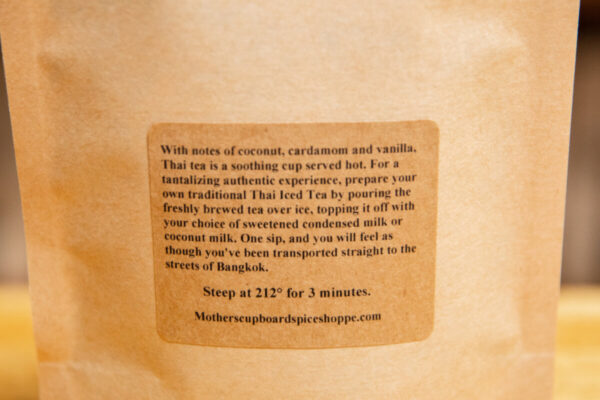 With notes of coconut, cardamom and vanilla,
Thai tea is a soothing cup served hot. For a
tantalizing authentic experience, prepare your
own traditional Thai Iced Tea by pouring the
freshly brewed tea over ice, topping it off with
your choice of sweetened condensed milk or
coconut milk. One sip, and you will feel as
though you've been transported straight to the
streets of Bangkok.
Steep at 212° for 3 minutes.
Motherscupboardspiceshoppe.com